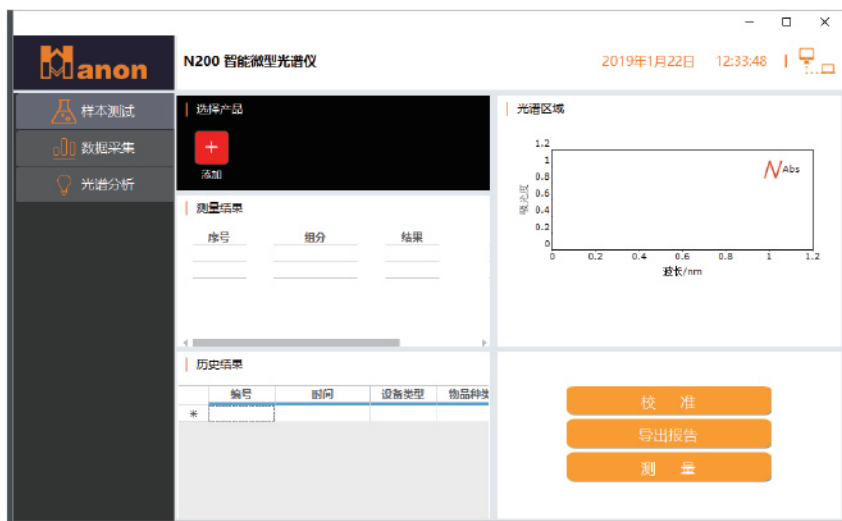 Hanon
N200 智能微型光谱仪
2019年1月22日 12:33:48
样本测试
数据采集
光谱分析
选择产品
添加
测量结果
序号 组分 结果
历史结果
编号 时间 设备类型 物品种类
光谱区域
1.2
1
0.8
0.6
0.4
0.2
0
吸光度
Abs
0 0.2 0.4 0.6 0.8 1 1.2
波长/nm
校 准
导出报告
测 量